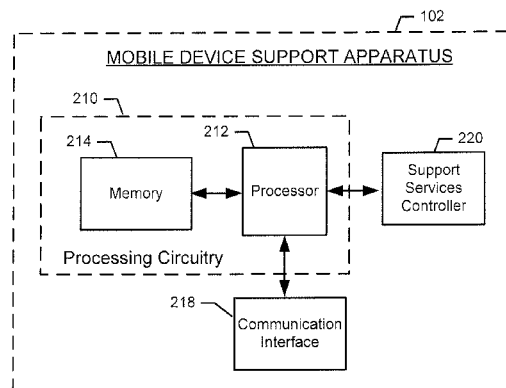 102
MOBILE DEVICE SUPPORT APPARATUS
210
214
212
220
Memory
Processor
Support
Services
Controller
Processing Circuitry
218
Communication
Interface